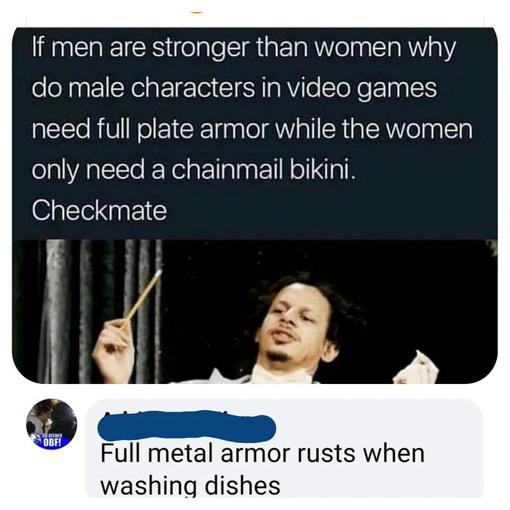 If men are stronger than women why
do male characters in video games
need full plate armor while the women
only need a chainmail bikini.
Checkmate
OBF!
Full metal armor rusts when
washing dishes